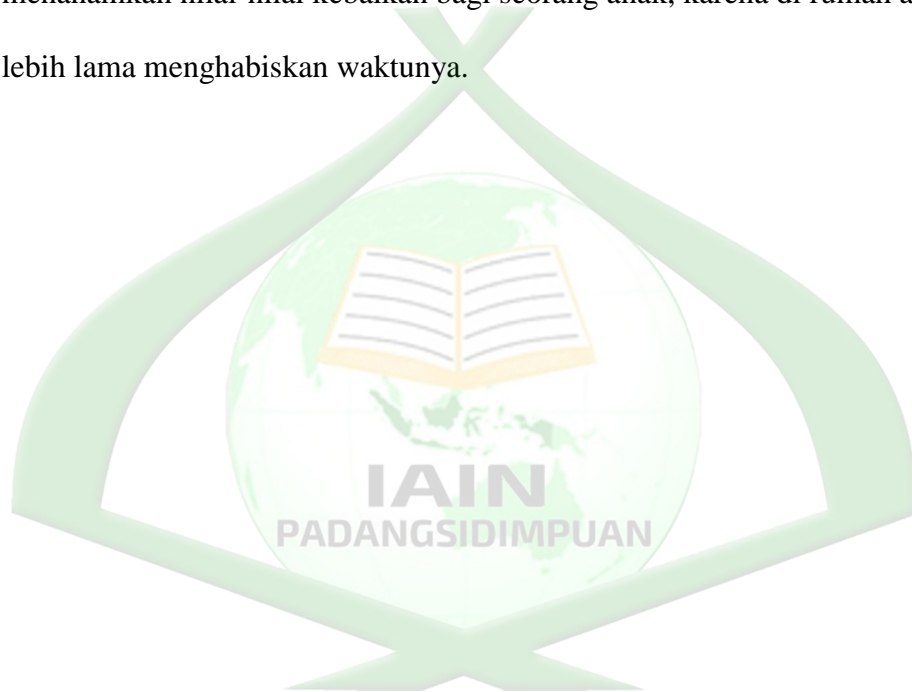 menanamkan nilai-nilai kebaikan bagi seorang anak, karena di rumah
lebih lama menghabiskan waktunya.
IAIN
PADANGSIDIMPUAN